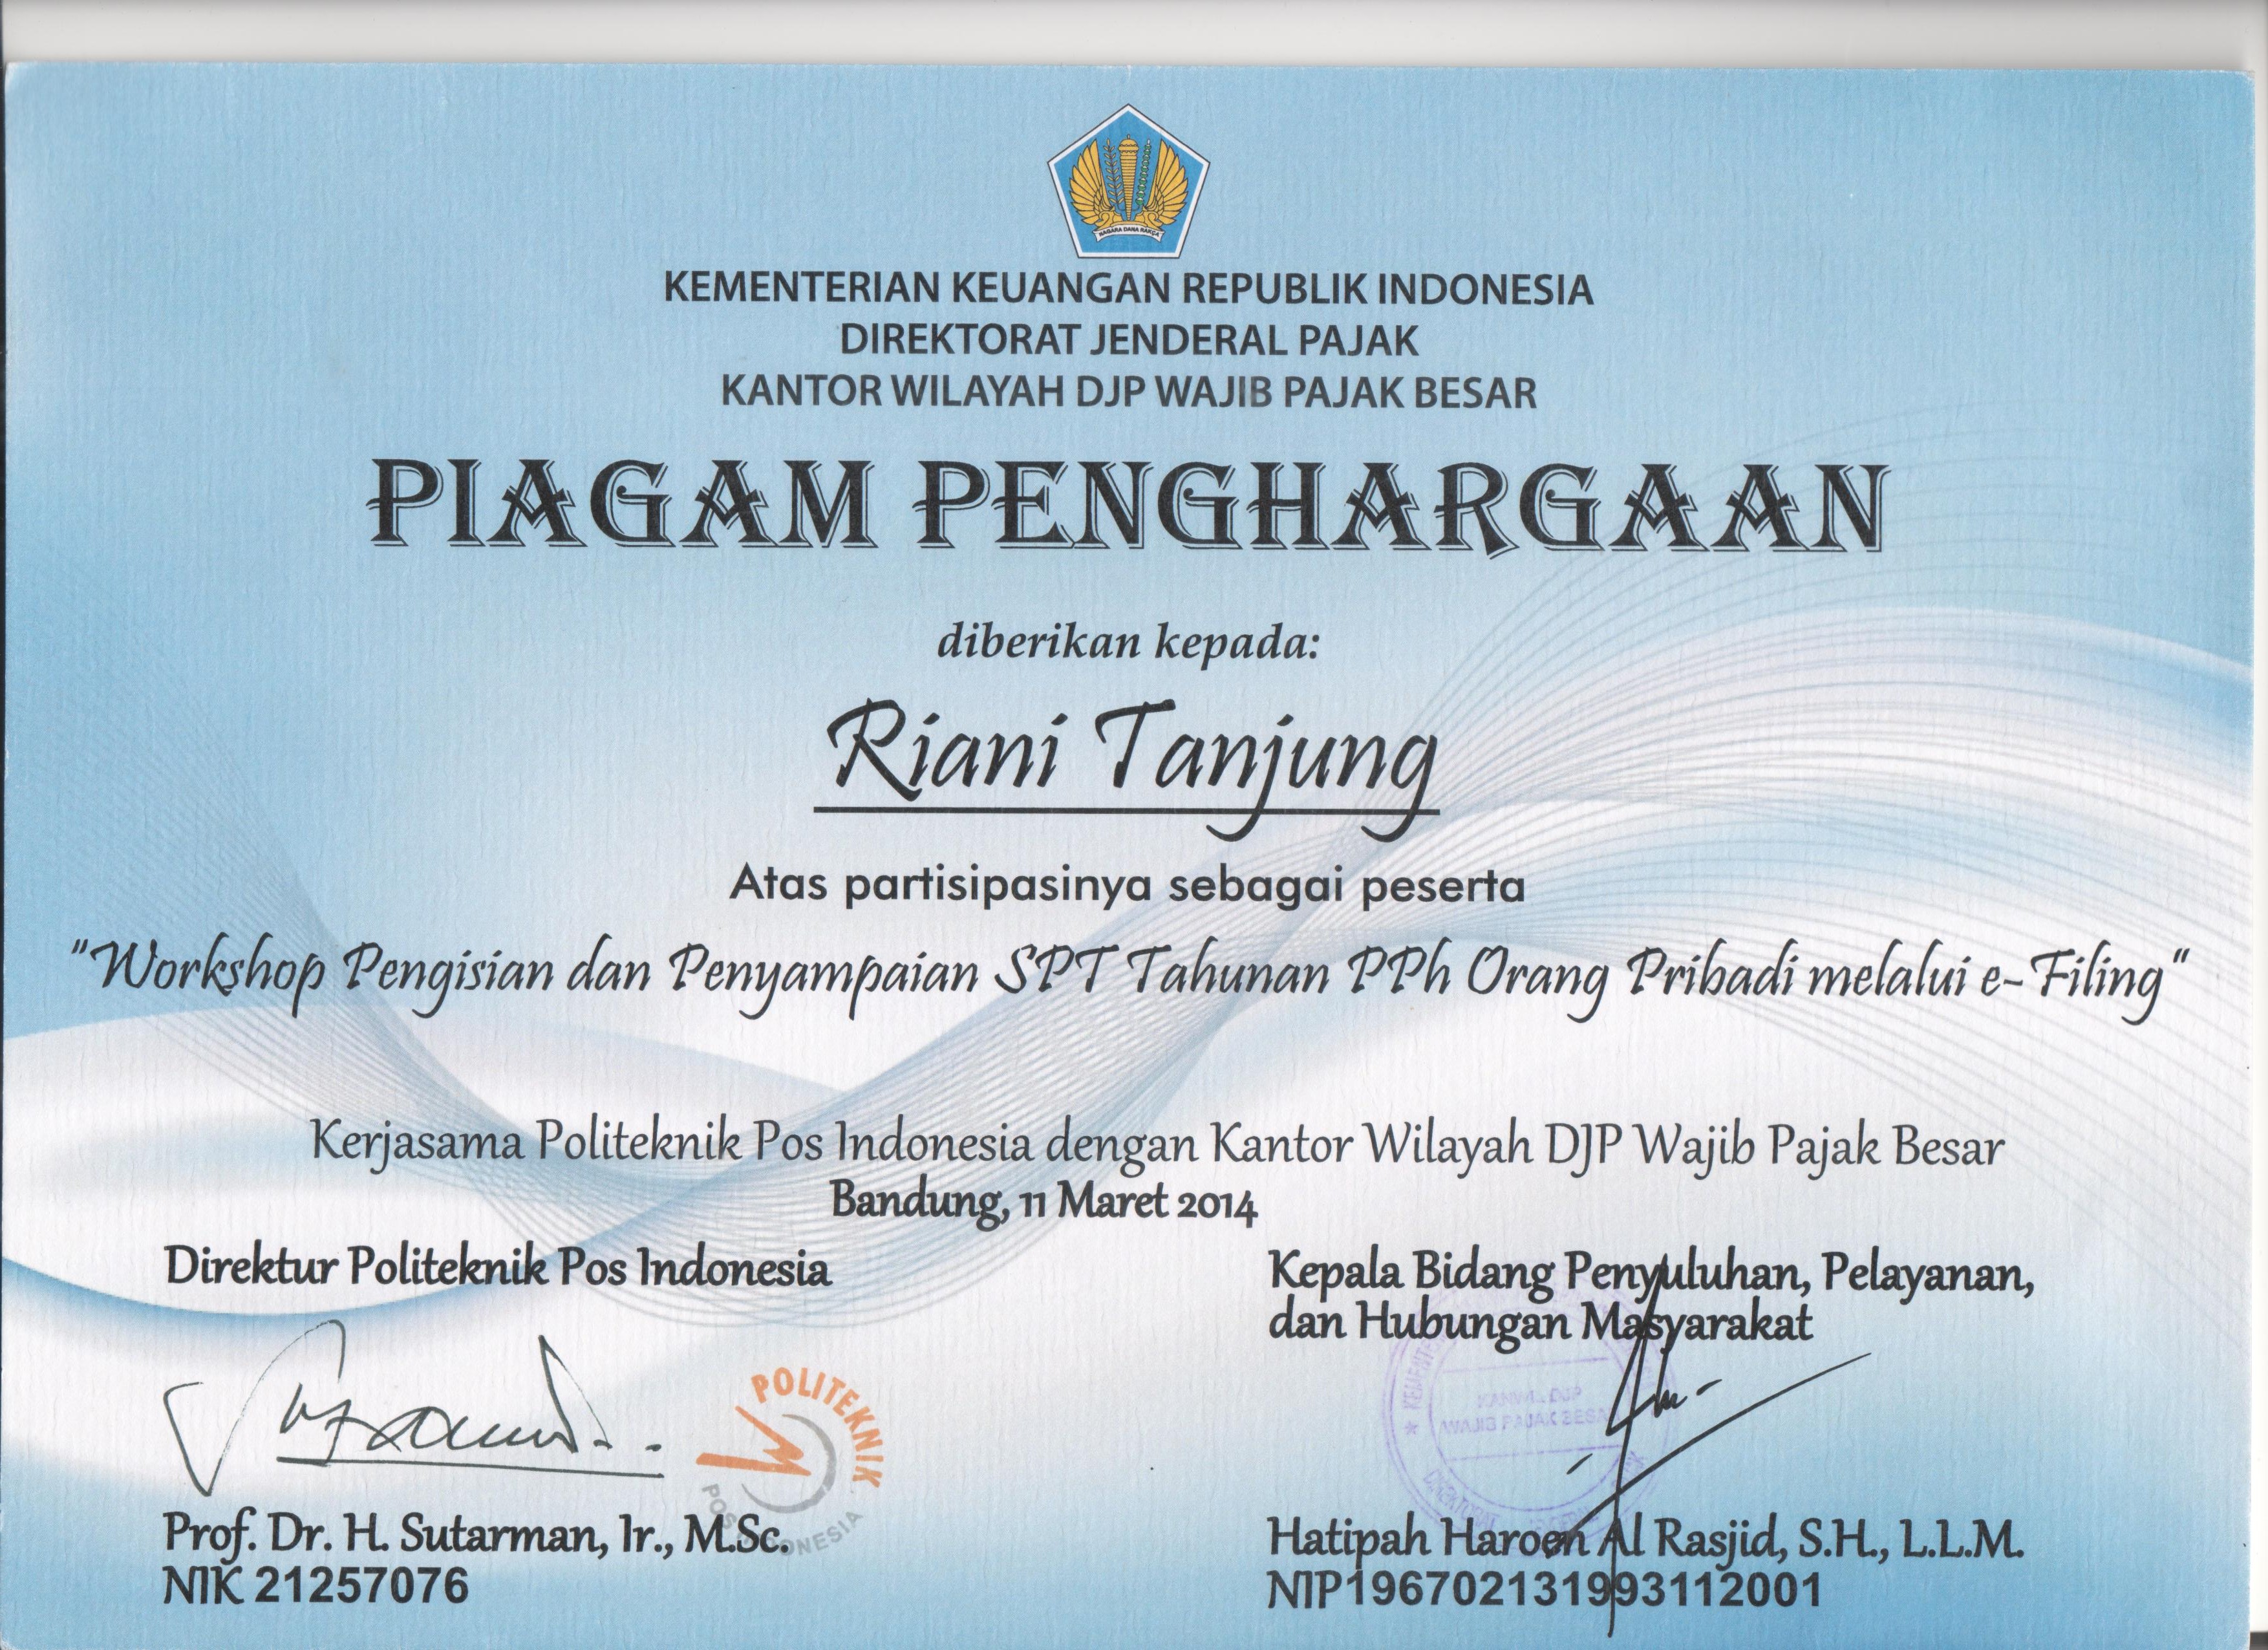 NAGARA DANA RAKÇA
KEMENTERIAN KEUANGAN REPUBLIK INDONESIA
DIREKTORAT JENDERAL PAJAK
KANTOR WILAYAH DJP WAJIB PAJAK BESAR
PIAGAM PENGHARGAAN
diberikan kepada:
Riani Tanjung
Atas partisipasinya sebagai peserta
"Workshop Pengisian dan Penyampaian SPT Tahunan PPh Orang Pribadi melalui e-Filing"
Kerjasama Politeknik Pos Indonesia dengan Kantor Wilayah DJP Wajib Pajak Besar
Bandung, 11 Maret 2014
Direktur Politeknik Pos Indonesia
POLITEKNIK
POS INDONESIA
Prof. Dr. H. Sutarman, Ir., M.Sc.
NIK 21257076
Kepala Bidang Penyuluhan, Pelayanan,
dan Hubungan Masyarakat
KANWIL DJP
WAJIB PAJAK BESAR
Hatipah Haroen Al Rasjid, S.H., L.L.M.
NIP196702131993112001